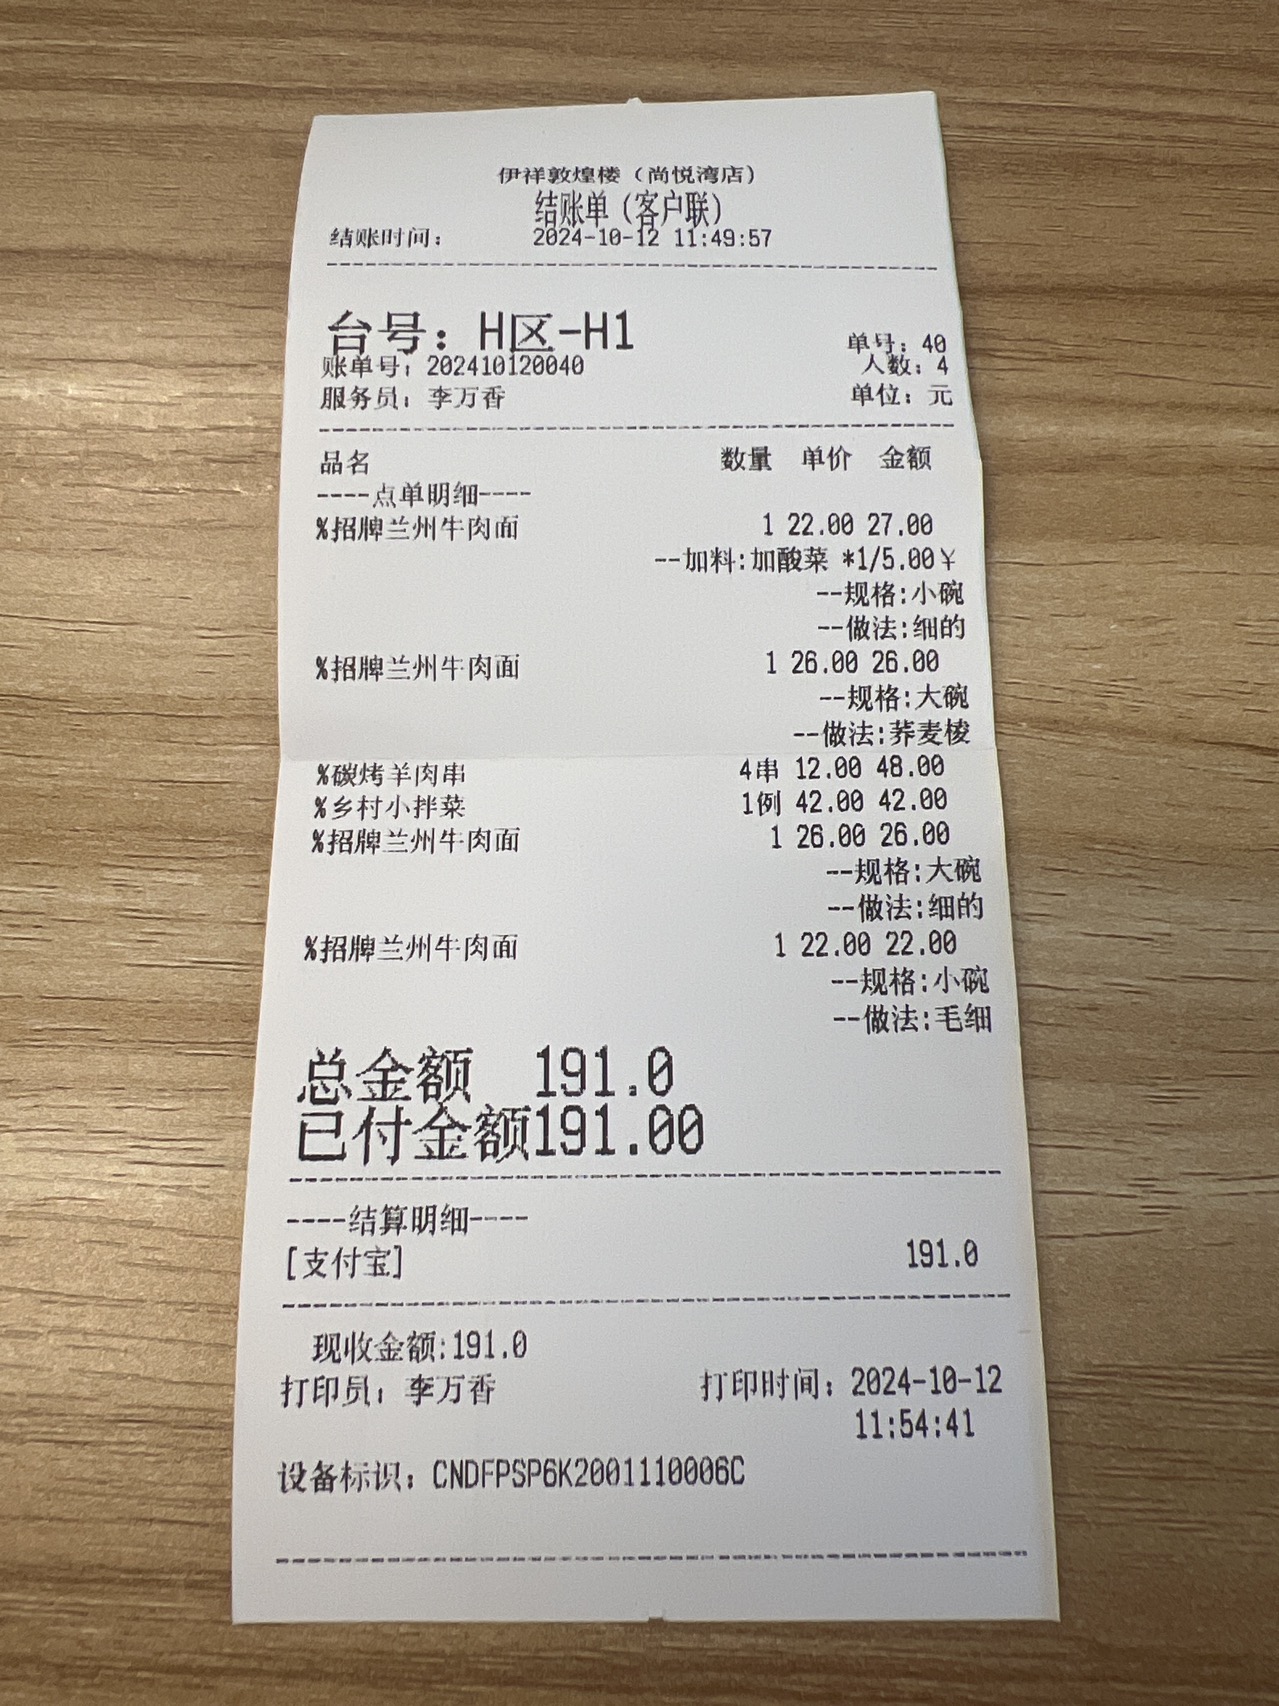 伊祥敦煌楼（尚悦湾店）
结账单（客户联）
结账时间： 2024-10-12 11:49:57
台号：H区-H1
单号：40
账单号：202410120040 人数：4
服务员：李万香 单位：元
品名 数量 单价 金额
----点单明细----
%招牌兰州牛肉面 1 22.00 27.00
--加料:加酸菜 *1/5.00¥
--规格:小碗
--做法:细的
%招牌兰州牛肉面 1 26.00 26.00
--规格:大碗
--做法:荞麦棱
%碳烤羊肉串 4串 12.00 48.00
%乡村小拌菜 1例 42.00 42.00
%招牌兰州牛肉面 1 26.00 26.00
--规格:大碗
--做法:细的
%招牌兰州牛肉面 1 22.00 22.00
--规格:小碗
--做法:毛细
总金额 191.0
已付金额191.00
----结算明细----
[支付宝] 191.0
现收金额:191.0
打印员：李万香 打印时间：2024-10-12
11:54:41
设备标识：CNDFPSP6K2001110006C